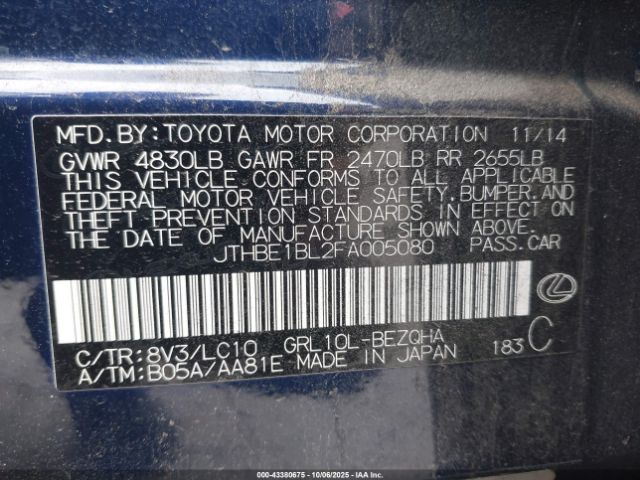 MFD. BY: TOYOTA MOTOR CORPORATION 11/14
GVWR 4830LB GAWR FR 2470LB RR 2655LB
THIS VEHICLE CONFORMS TO ALL APPLICABLE
FEDERAL MOTOR VEHICLE SAFETY, BUMPER, AND
THEFT PREVENTION STANDARDS IN EFFECT ON
THE DATE OF MANUFACTURE SHOWN ABOVE.
JTHBE1BL2FA005080 PASS. CAR
C/TR: 8V3/LC10 GRL10L-BEZQHA
A/TM: B05A/AA81E MADE IN JAPAN 183 C
000-43380675 - 10/06/2025 - IAA Inc.